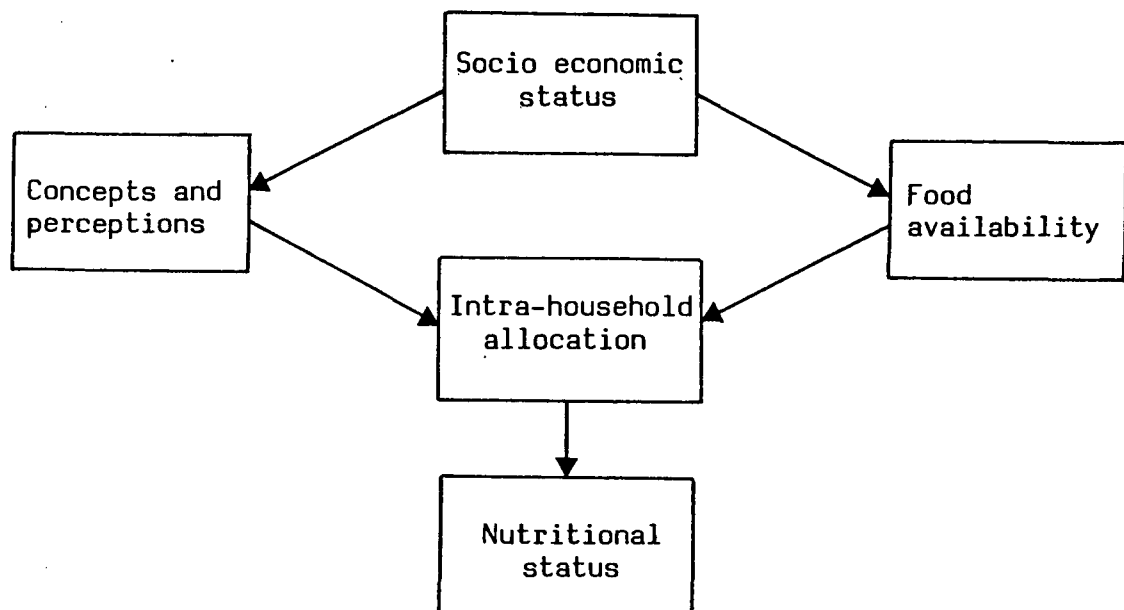 Socio economic
status
Concepts and
perceptions
Food
availability
Intra-household
allocation
Nutritional
status